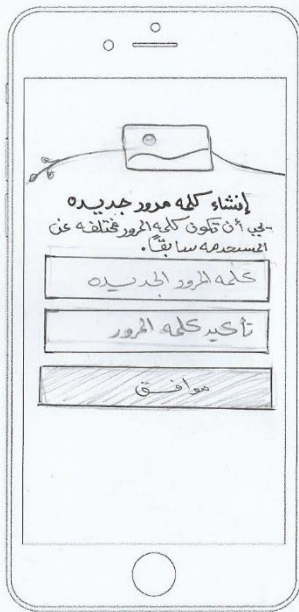 إنشاء كلمه مرور جديده
يجب أن تكون كلمه المرور مختلفه عن
المستخدمه سابقاً.
كلمه المرور الجديده
تأكيد كلمه المرور
موافق